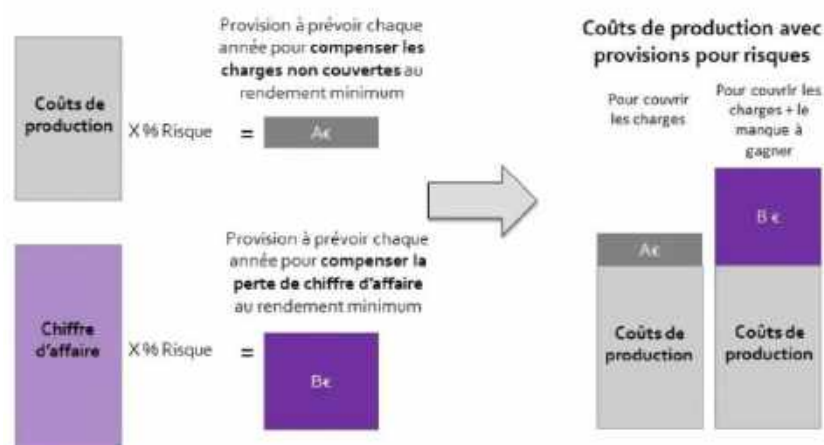 Provision à prévoir chaque
année pour compenser les
charges non couvertes au
rendement minimum
Coûts de
production
X % Risque
=
A€
Provision à prévoir chaque
année pour compenser la
perte de chiffre d'affaire
au rendement minimum
Chiffre
d'affaire
X % Risque
=
B€
Coûts de production avec
provisions pour risques
Pour couvrir
les charges
Pour couvrir les
charges + le
manque à
gagner
A€
B €
Coûts de
production
Coûts de
production